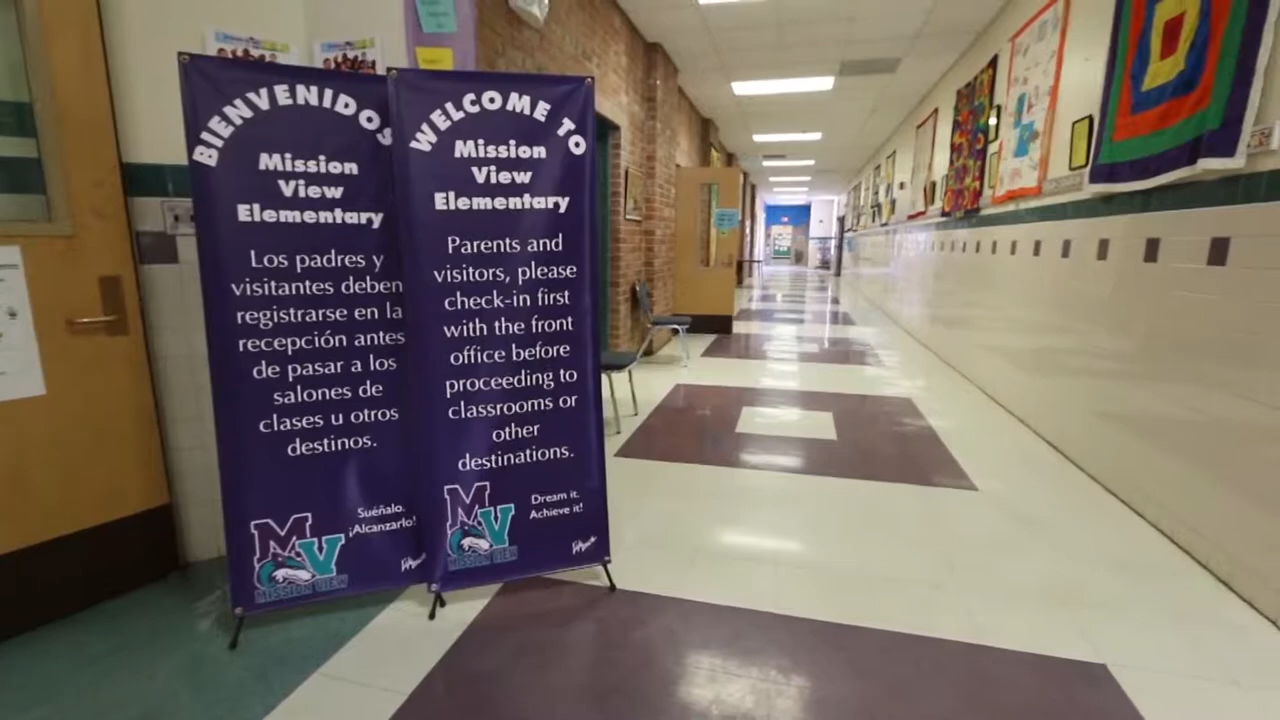 BIENVENIDOS
Mission
View
Elementary
Los padres y
visitantes deben
registrarse en la
recepción antes
de pasar a los
salones de
clases u otros
destinos.
Suéñalo.
¡Alcanzarlo!
MV
MISSION VIEW
WELCOME TO
Mission
View
Elementary
Parents and
visitors, please
check-in first
with the front
office before
proceeding to
classrooms or
other
destinations.
Dream it.
Achieve it!
MV
MISSION VIEW